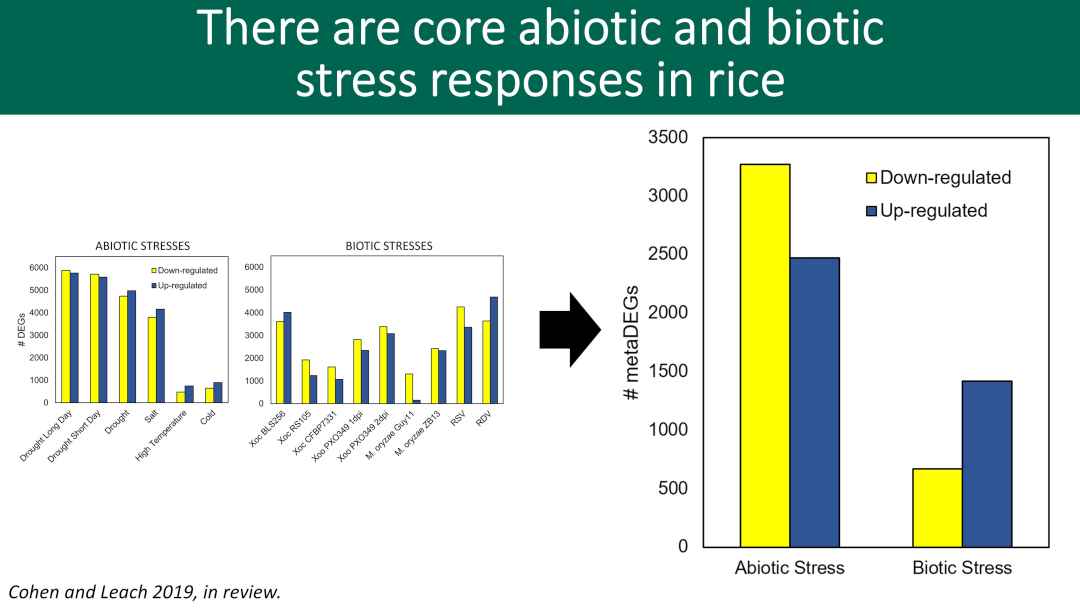 There are core abiotic and biotic
stress responses in rice
ABIOTIC STRESSES
6000
5000
4000
3000
2000
1000
0
# DEGs
Down-regulated
Up-regulated
Drought Long Day
Drought Short Day
Drought
Salt
High Temperature
Cold
BIOTIC STRESSES
6000
5000
4000
3000
2000
1000
0
Xoc BLS256
Xoc RS105
Xoc CFBP7331
Xoo PXO349 1dpi
Xoo PXO349 2dpi
M. oryzae Guy11
M. oryzae ZB13
RSV
RDV
3500
3000
2500
2000
1500
1000
500
0
# metaDEGs
Down-regulated
Up-regulated
Abiotic Stress
Biotic Stress
Cohen and Leach 2019, in review.